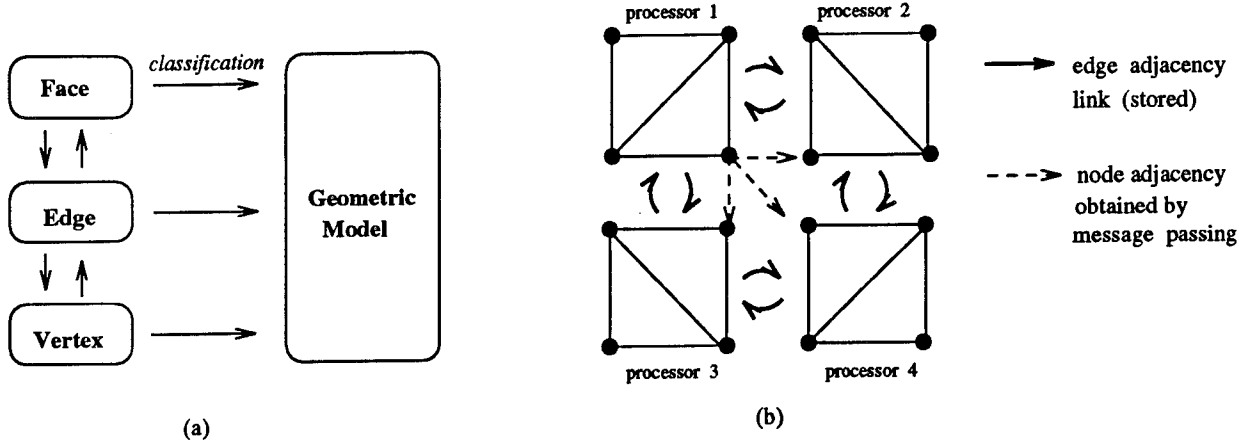 classification
Face
Edge
Vertex
Geometric
Model
(a)
processor 1
processor 2
processor 3
processor 4
edge adjacency
link (stored)
node adjacency
obtained by
message passing
(b)